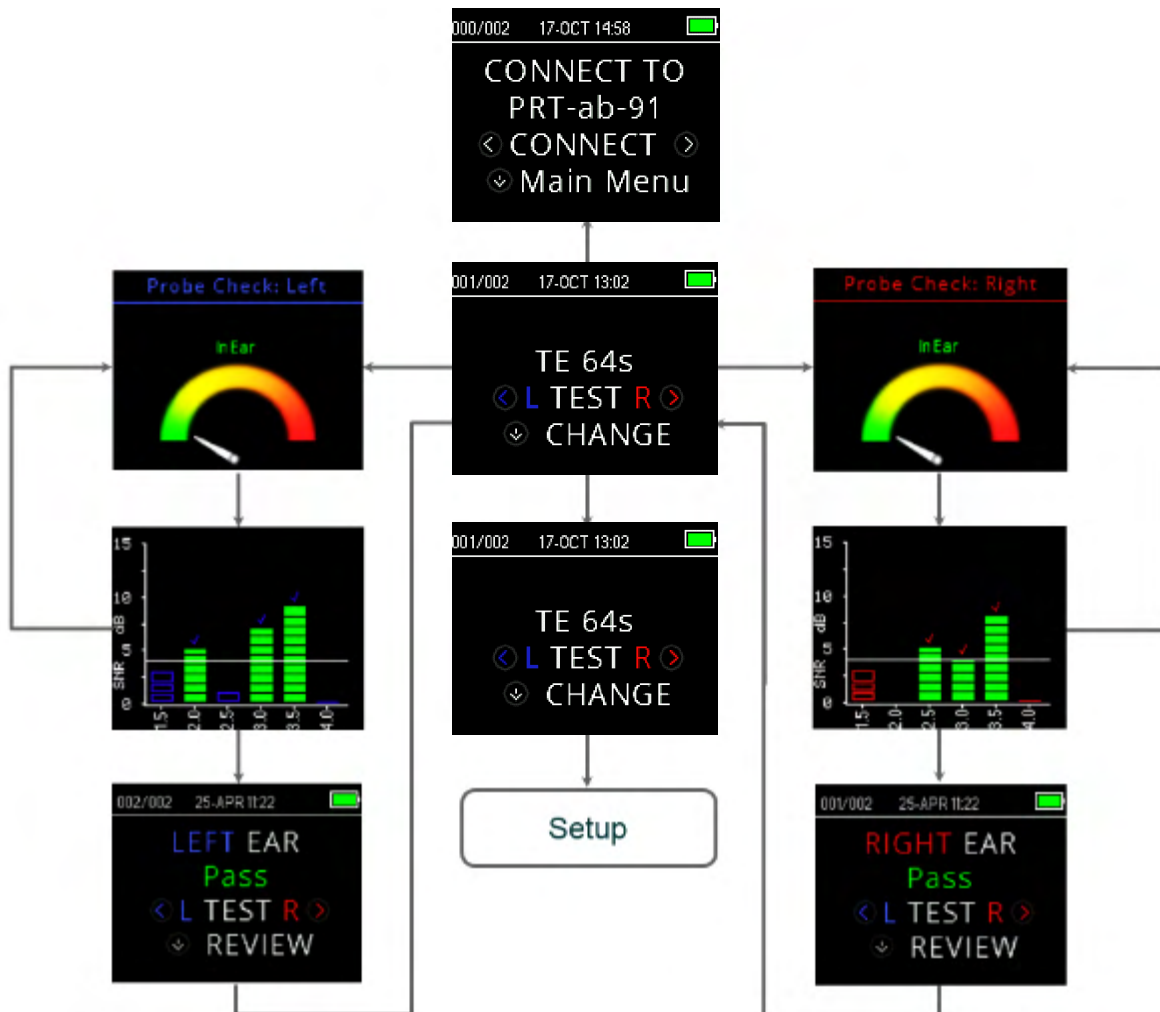 000/002 17-OCT 14:58
CONNECT TO
PRT-ab-91
CONNECT
Main Menu
Probe Check: Left
In Ear
001/002 17-OCT 13:02
TE 64s
L TEST R
CHANGE
Probe Check: Right
In Ear
15
10
5
0
SNR dB
1.5 2.0 2.5 3.0 3.5 4.0
001/002 17-OCT 13:02
TE 64s
L TEST R
CHANGE
15
10
5
0
SNR dB
1.5 2.0 2.5 3.0 3.5 4.0
002/002 25-APR 11:22
LEFT EAR
Pass
L TEST R
REVIEW
Setup
001/002 25-APR 11:22
RIGHT EAR
Pass
L TEST R
REVIEW